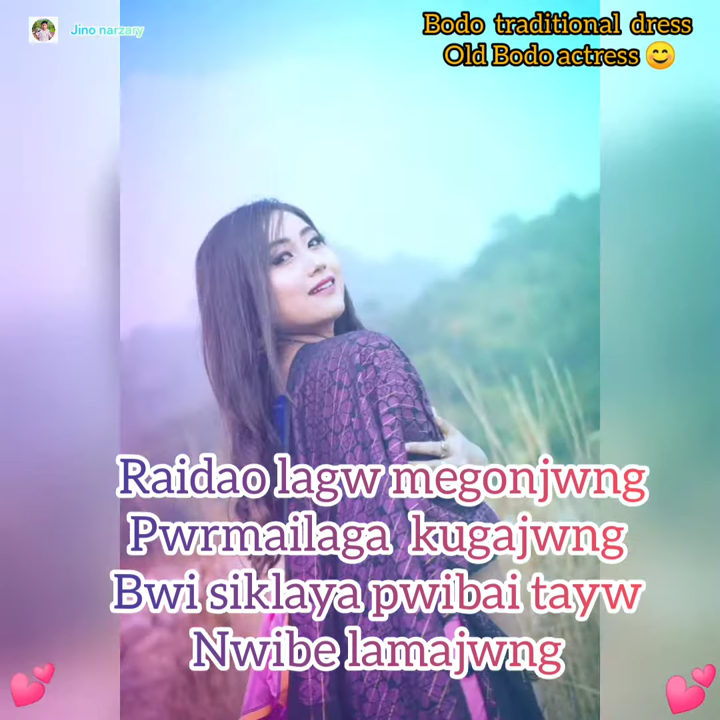 Jino narzary
Bodo traditional dress
Old Bodo actress 😊
Raidao lagw megonjwng
Pwrmailaga kugajwng
Bwi siklaya pwibai tayw
Nwibe lamajwng